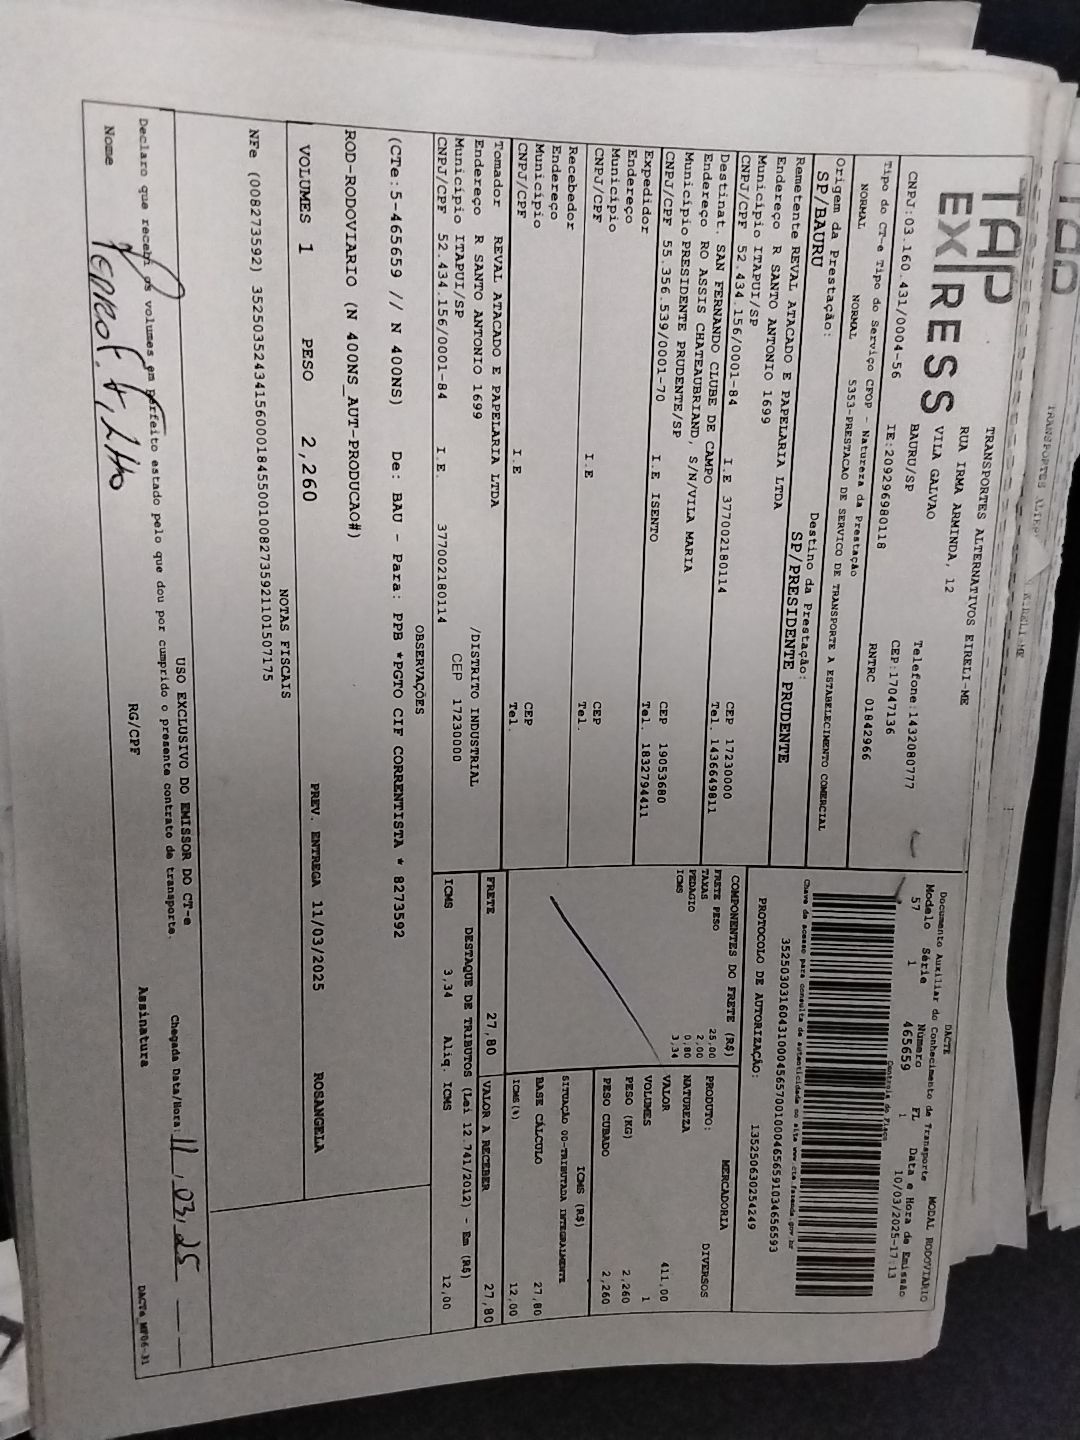 TAP
EXPRESS
TRANSPORTES ALTERNATIVOS EIRELI-ME
RUA IRMA ARMINDA, 12
VILA GALVAO
BAURU/SP
Telefone:1432080777
CNPJ:03.160.431/0004-56 IE:209296980118 CEP:17047136
Tipo do CT-e Tipo do Serviço CFOP - Natureza da Prestação RNTRC 01842966
NORMAL NORMAL 5353-PRESTACAO DE SERVICO DE TRANSPORTE A ESTABELECIMENTO COMERCIAL
Origem da Prestação: Destino da Prestação:
SP/BAURU SP/PRESIDENTE PRUDENTE
Remetente REVAL ATACADO E PAPELARIA LTDA
Endereço R SANTO ANTONIO 1699
Município ITAPUI/SP CEP 17230000
CNPJ/CPF 52.434.156/0001-84 I.E 377002180114 Tel. 1436649811
Destinat. SAN FERNANDO CLUBE DE CAMPO
Endereço RO ASSIS CHATEAUBRIAND, S/N/VILA MARIA
Município PRESIDENTE PRUDENTE/SP CEP 19053680
CNPJ/CPF 55.356.539/0001-70 I.E ISENTO Tel. 1832794411
Expedidor
Endereço
Município CEP
CNPJ/CPF I.E Tel.
Recebedor
Endereço
Município CEP
CNPJ/CPF I.E Tel.
Tomador REVAL ATACADO E PAPELARIA LTDA
Endereço R SANTO ANTONIO 1699 /DISTRITO INDUSTRIAL
Município ITAPUI/SP CEP 17230000
CNPJ/CPF 52.434.156/0001-84 I.E. 377002180114
DACTE
Documento Auxiliar do Conhecimento de Transporte MODAL RODOVIARIO
Modelo Série Número FL Data e Hora de Emissão
57 1 465659 1 10/03/2025-17:13
Controle do Fisco
Chave de acesso para consulta de autenticidade no site www.cte.fazenda.gov.br
35250303160431000456570010004656591034656593
PROTOCOLO DE AUTORIZAÇÃO: 135250630254249
COMPONENTES DO FRETE (R$)
FRETE PESO 25,00
TAXAS 2,00
PEDAGIO 0,80
ICMS 3,34
MERCADORIA
PRODUTO: DIVERSOS
NATUREZA
VALOR 411,00
VOLUMES 1
PESO (KG) 2,260
PESO CUBADO 2,260
ICMS (R$)
SITUAÇÃO 00-TRIBUTADA INTEGRALMENTE
BASE CÁLCULO 27,80
ICMS(%) 12,00
FRETE 27,80 VALOR A RECEBER 27,80
DESTAQUE DE TRIBUTOS (Lei 12.741/2012) - Em (R$)
ICMS 3,34 Aliq. ICMS 12,00
OBSERVAÇÕES
(CTe:5-465659 // N 400NS) De: BAU - Para: PPB *PGTO CIF CORRENTISTA * 8273592
ROD-RODOVIARIO (N 400NS_AUT-PRODUCAO#)
VOLUMES 1 PESO 2,260 PREV. ENTREGA 11/03/2025 ROSANGELA
NOTAS FISCAIS
NFe (008273592) 35250352434156000184550010082735921101507175
USO EXCLUSIVO DO EMISSOR DO CT-e
Declaro que recebi os volumes em perfeito estado pelo que dou por cumprido o presente contrato de transporte.
Chegada Data/Hora: 11,03,25
Nome RG/CPF Assinatura
DACTe_MF06-J1